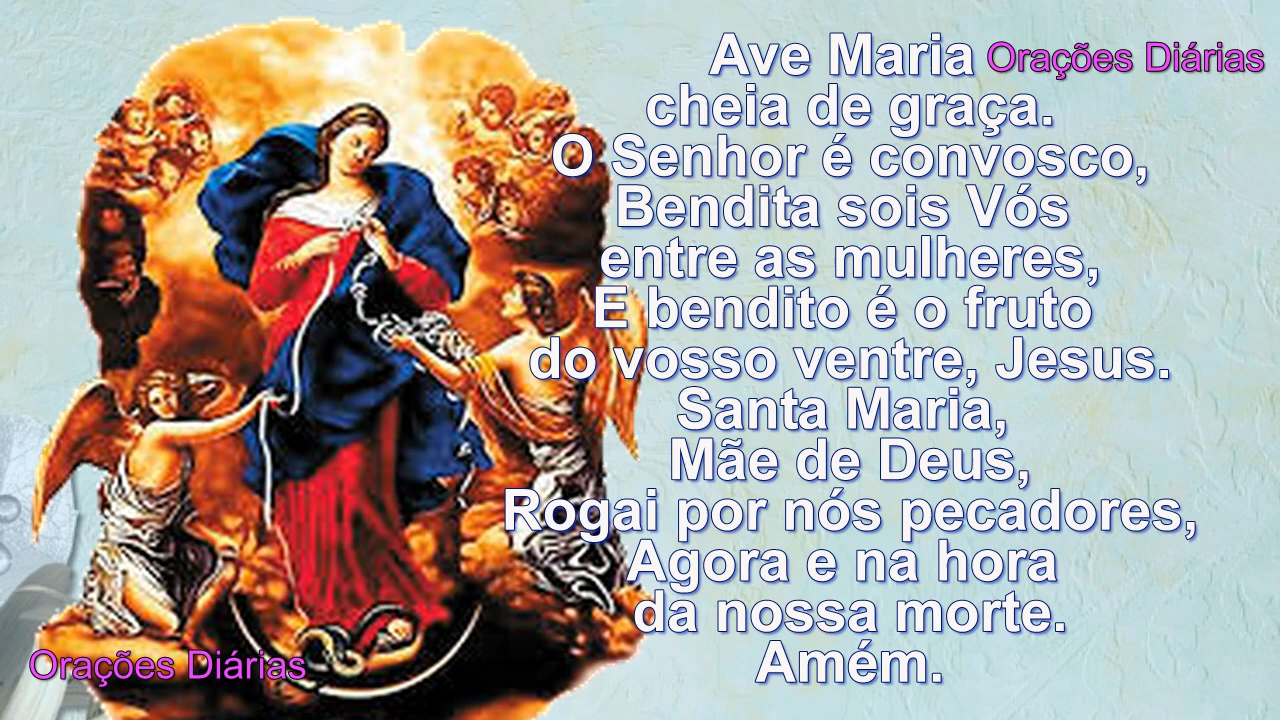 Ave Maria
Orações Diárias
cheia de graça.
O Senhor é convosco,
Bendita sois Vós
entre as mulheres,
E bendito é o fruto
do vosso ventre, Jesus.
Santa Maria,
Mãe de Deus,
Rogai por nós pecadores,
Agora e na hora
da nossa morte.
Amém.
Orações Diárias